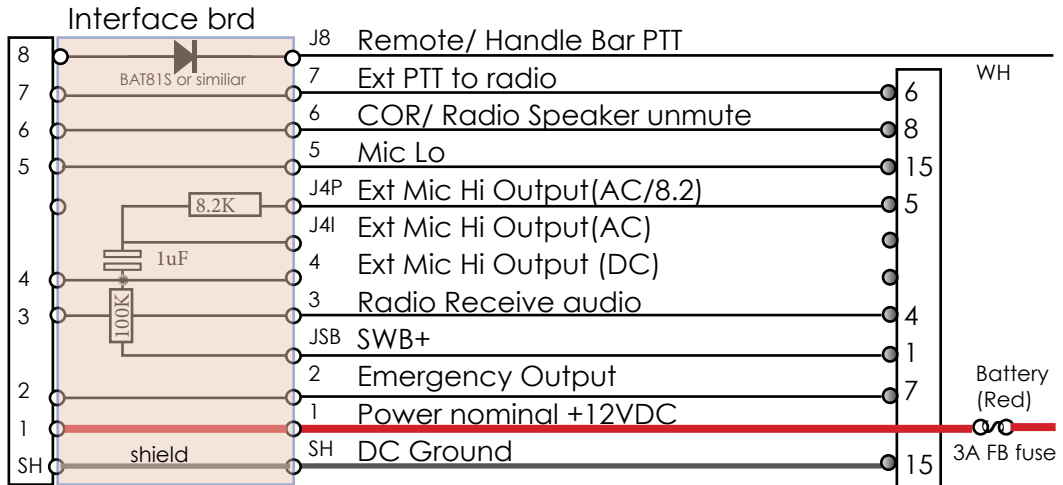 Interface brd
8 J8 Remote/ Handle Bar PTT
BAT81S or similiar
WH
7 7 Ext PTT to radio 6
6 6 COR/ Radio Speaker unmute 8
5 5 Mic Lo 15
8.2K J4P Ext Mic Hi Output(AC/8.2) 5
J4I Ext Mic Hi Output(AC)
1uF
4 4 Ext Mic Hi Output (DC)
3 100K 3 Radio Receive audio 4
JSB SWB+ 1
2 2 Emergency Output 7
Battery
(Red)
1 1 Power nominal +12VDC
3A FB fuse
SH shield SH DC Ground 15